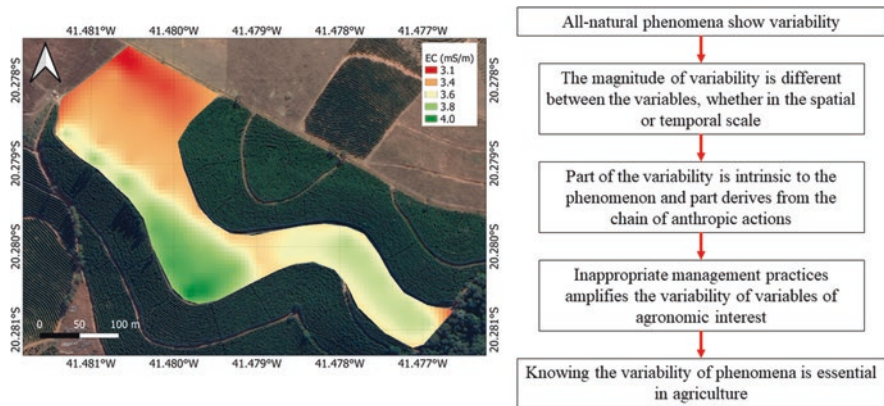 41.481°W 41.480°W 41.479°W 41.478°W 41.477°W
20.278°S 20.279°S 20.280°S 20.281°S
EC (mS/m)
3.1
3.4
3.6
3.8
4.0
20.278°S 20.279°S 20.280°S 20.281°S
0 50 100 m
41.481°W 41.480°W 41.479°W 41.478°W 41.477°W
All-natural phenomena show variability
The magnitude of variability is different
between the variables, whether in the spatial
or temporal scale
Part of the variability is intrinsic to the
phenomenon and part derives from the
chain of anthropic actions
Inappropriate management practices
amplifies the variability of variables of
agronomic interest
Knowing the variability of phenomena is essential
in agriculture